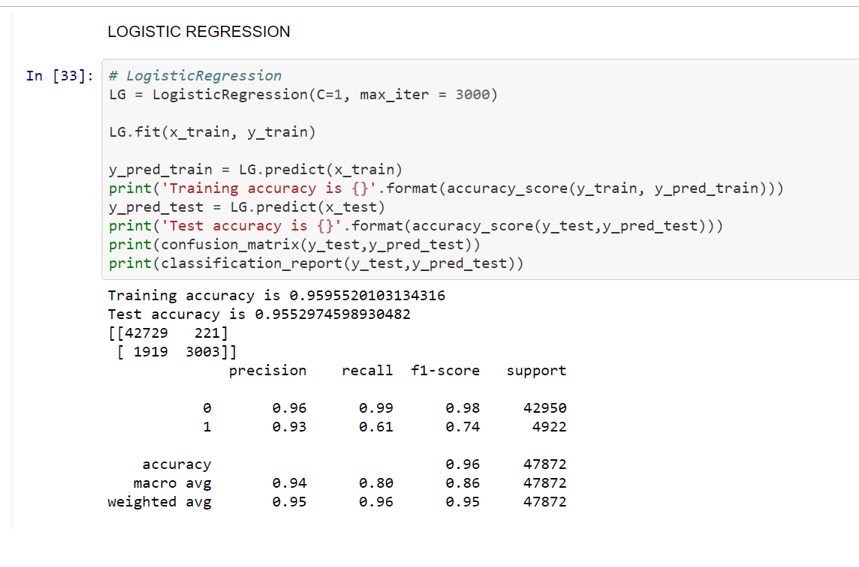 LOGISTIC REGRESSION
In [33]: # LogisticRegression
LG = LogisticRegression(C=1, max_iter = 3000)
LG.fit(x_train, y_train)
y_pred_train = LG.predict(x_train)
print('Training accuracy is {}'.format(accuracy_score(y_train, y_pred_train)))
y_pred_test = LG.predict(x_test)
print('Test accuracy is {}'.format(accuracy_score(y_test,y_pred_test)))
print(confusion_matrix(y_test,y_pred_test))
print(classification_report(y_test,y_pred_test))
Training accuracy is 0.9595520103134316
Test accuracy is 0.9552974598930482
[[42729   221]
 [ 1919  3003]]
precision    recall  f1-score   support
0       0.96      0.99      0.98     42950
1       0.93      0.61      0.74      4922
accuracy                           0.96     47872
macro avg       0.94      0.80      0.86     47872
weighted avg       0.95      0.96      0.95     47872